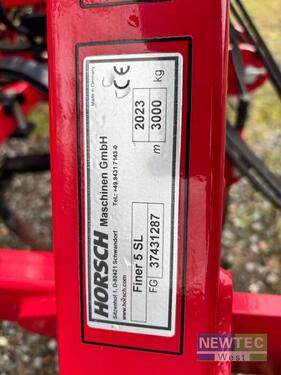 Made in Germany
CE
HORSCH
Maschinen GmbH
Tel.: +49.9431 7143-0
Sitzenhof 1, D-92421 Schwandorf
www.horsch.com
Finer 5 SL
2023
FG 37431287
m 3000 kg
NEWTEC
West